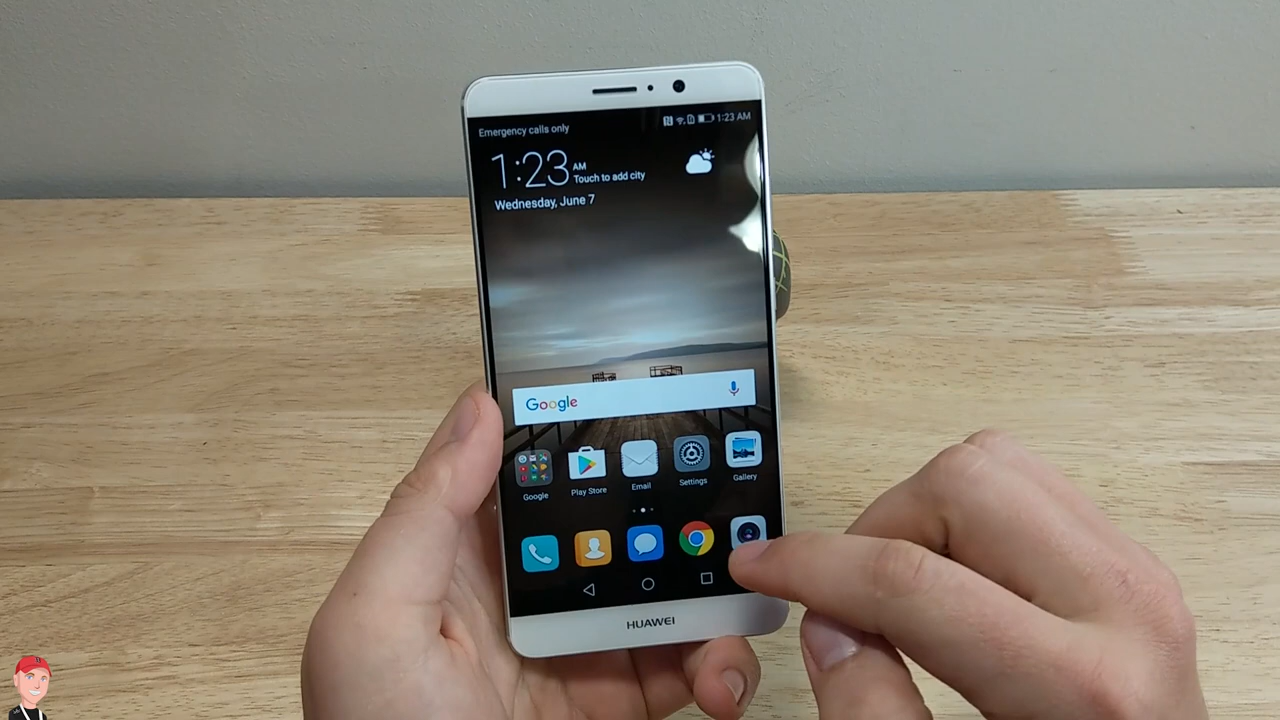 Emergency calls only 1:23 AM
1:23 AM
Touch to add city
Wednesday, June 7
Google
Google Play Store Email Settings Gallery
HUAWEI